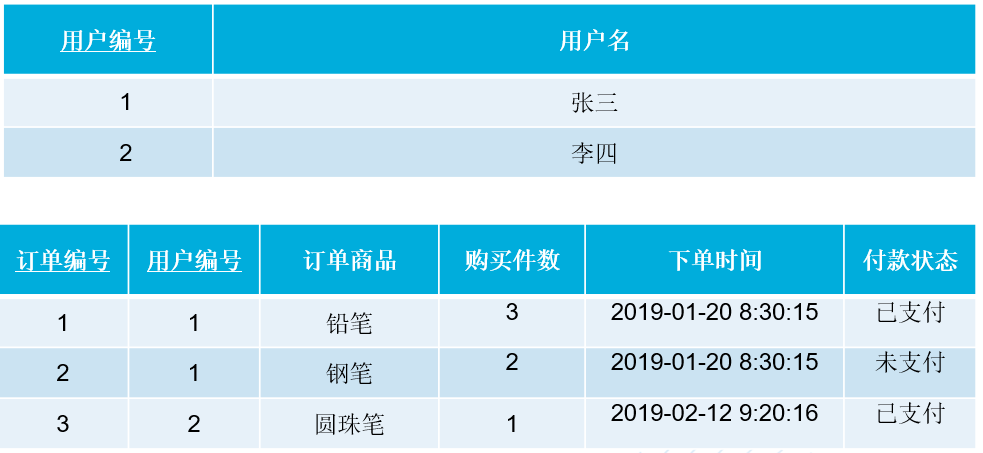 用户编号 用户名
1 张三
2 李四
订单编号 用户编号 订单商品 购买件数 下单时间 付款状态
1 1 铅笔 3 2019-01-20 8:30:15 已支付
2 1 钢笔 2 2019-01-20 8:30:15 未支付
3 2 圆珠笔 1 2019-02-12 9:20:16 已支付